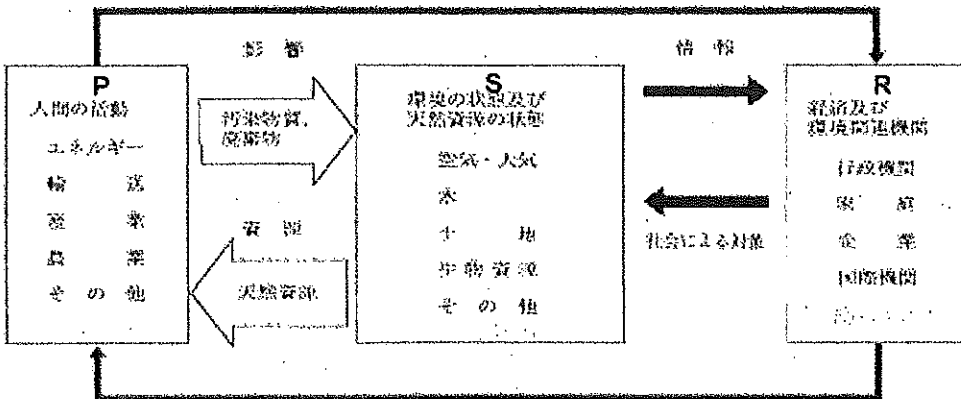 影響
情報
P
人間の活動
エネルギー
輸送
産業
農業
その他
汚染物質,
廃棄物
資源
天然資源
S
環境の状態及び
天然資源の状態
空気・大気
水
土地
生物資源
その他
社会による対象
R
経済及び
環境関連機関
行政機関
家庭
企業
国際機関